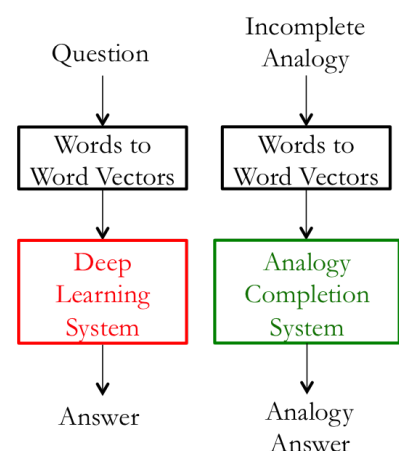 Question
Words to
Word Vectors
Deep
Learning
System
Answer
Incomplete
Analogy
Words to
Word Vectors
Analogy
Completion
System
Analogy
Answer